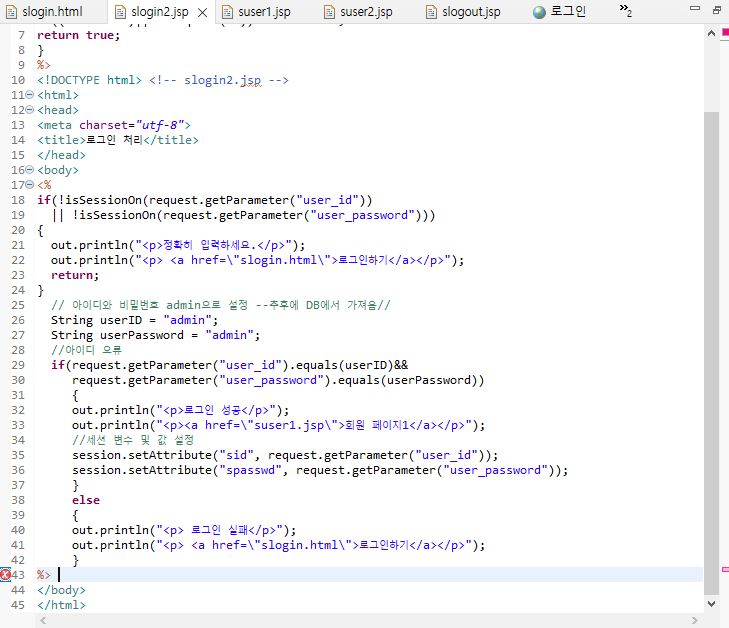 slogin.html slogin2.jsp suser1.jsp suser2.jsp slogout.jsp 로그인 »2
7 return true;
8 }
9 %>
10 <!DOCTYPE html> <!-- slogin2.jsp -->
11 <html>
12 <head>
13 <meta charset="utf-8">
14 <title>로그인 처리</title>
15 </head>
16 <body>
17 <%
18 if(!isSessionOn(request.getParameter("user_id"))
19 || !isSessionOn(request.getParameter("user_password")))
20 {
21 out.println("<p>정확히 입력하세요.</p>");
22 out.println("<p> <a href=\"slogin.html\">로그인하기</a></p>");
23 return;
24 }
25 // 아이디와 비밀번호 admin으로 설정 --추후에 DB에서 가져옴//
26 String userID = "admin";
27 String userPassword = "admin";
28 //아이디 오류
29 if(request.getParameter("user_id").equals(userID)&&
30 request.getParameter("user_password").equals(userPassword))
31 {
32 out.println("<p>로그인 성공</p>");
33 out.println("<p><a href=\"suser1.jsp\">회원 페이지1</a></p>");
34 //세션 변수 및 값 설정
35 session.setAttribute("sid", request.getParameter("user_id"));
36 session.setAttribute("spasswd", request.getParameter("user_password"));
37 }
38 else
39 {
40 out.println("<p> 로그인 실패</p>");
41 out.println("<p> <a href=\"slogin.html\">로그인하기</a></p>");
42 }
43 %>
44 </body>
45 </html>